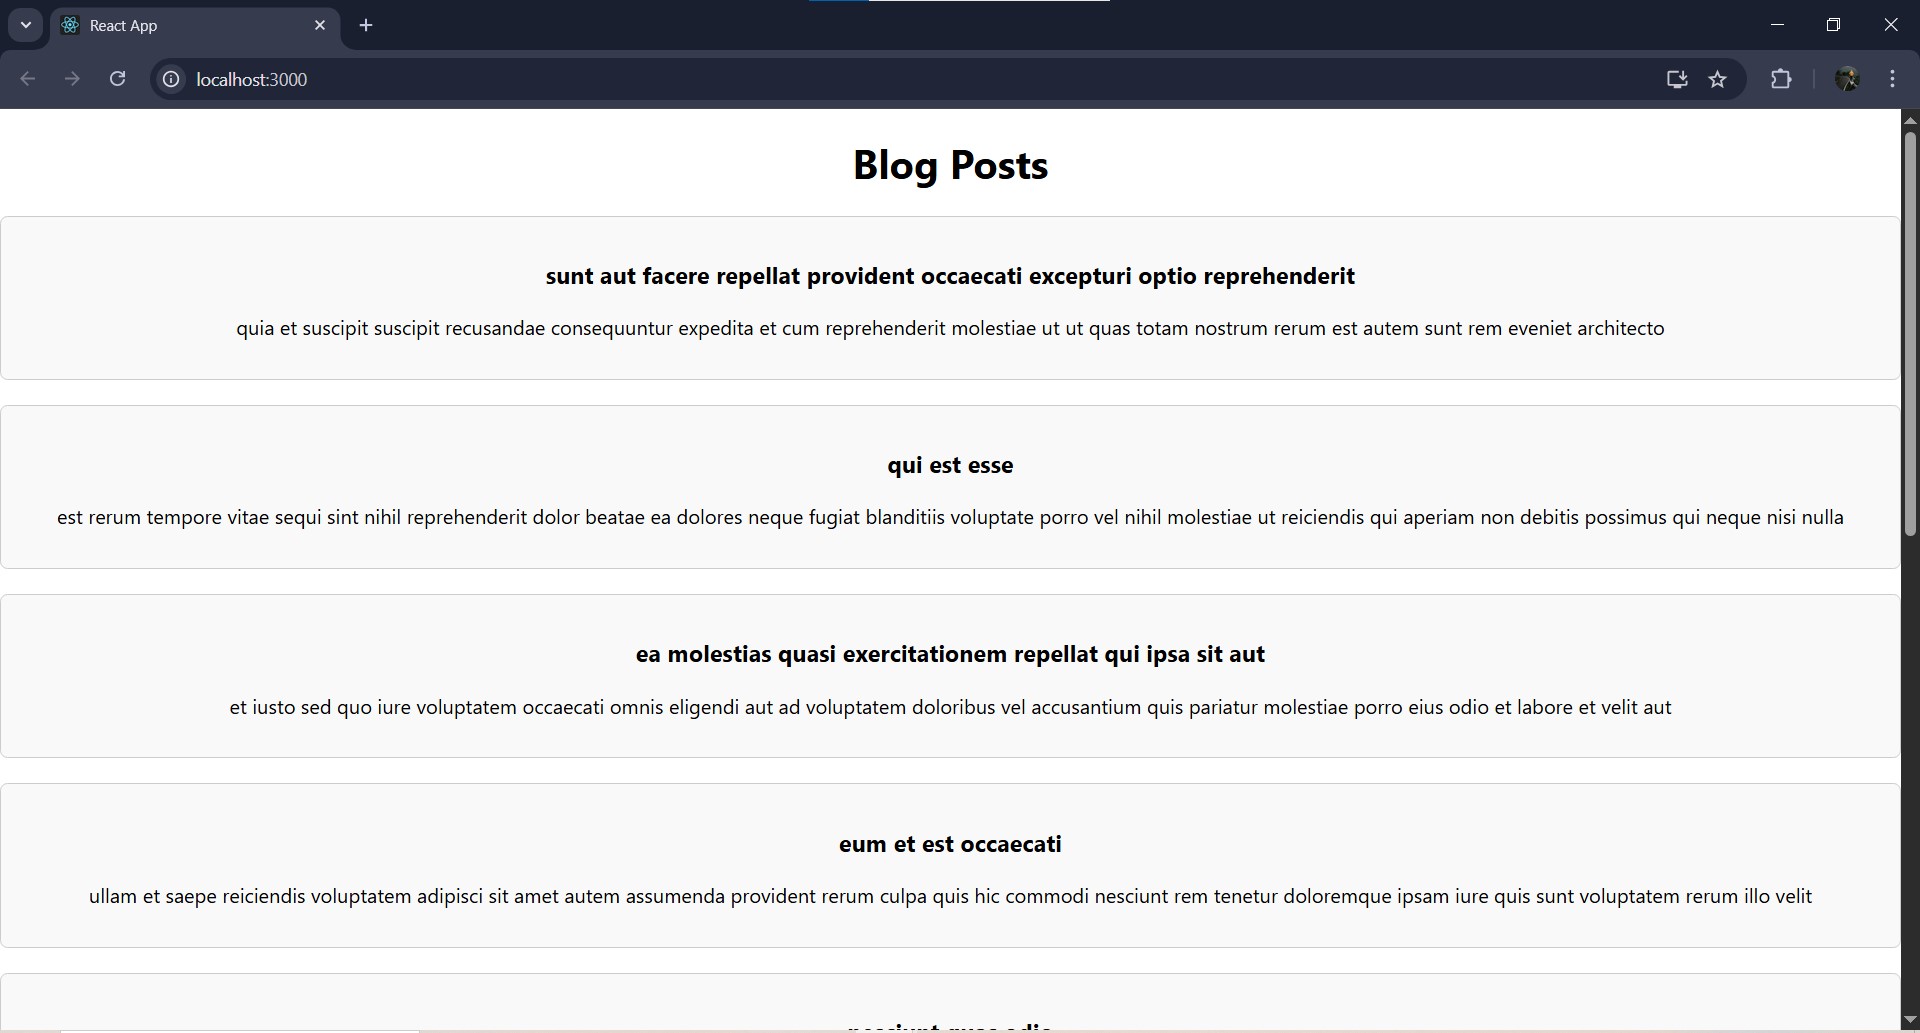 React App
localhost:3000
Blog Posts
sunt aut facere repellat provident occaecati excepturi optio reprehenderit
quia et suscipit suscipit recusandae consequuntur expedita et cum reprehenderit molestiae ut ut quas totam nostrum rerum est autem sunt rem eveniet architecto
qui est esse
est rerum tempore vitae sequi sint nihil reprehenderit dolor beatae ea dolores neque fugiat blanditiis voluptate porro vel nihil molestiae ut reiciendis qui aperiam non debitis possimus qui neque nisi nulla
ea molestias quasi exercitationem repellat qui ipsa sit aut
et iusto sed quo iure voluptatem occaecati omnis eligendi aut ad voluptatem doloribus vel accusantium quis pariatur molestiae porro eius odio et labore et velit aut
eum et est occaecati
ullam et saepe reiciendis voluptatem adipisci sit amet autem assumenda provident rerum culpa quis hic commodi nesciunt rem tenetur doloremque ipsam iure quis sunt voluptatem rerum illo velit
nesciunt quas odio